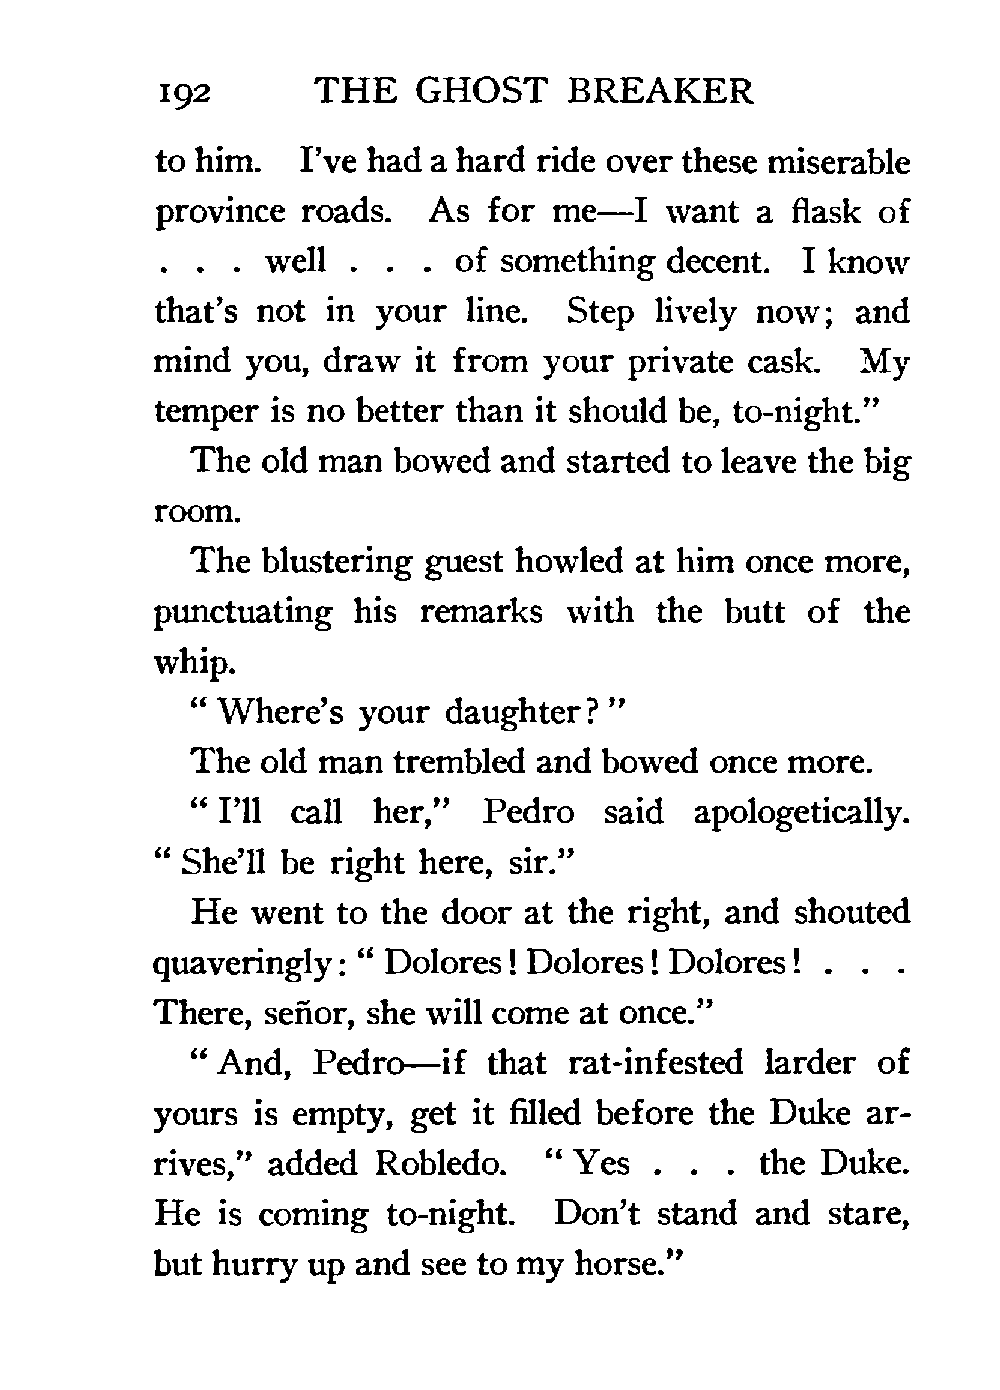 192 THE GHOST BREAKER
to him. I've had a hard ride over these miserable
province roads. As for me—I want a flask of
. . . well . . . of something decent. I know
that's not in your line. Step lively now; and
mind you, draw it from your private cask. My
temper is no better than it should be, to-night."
The old man bowed and started to leave the big
room.
The blustering guest howled at him once more,
punctuating his remarks with the butt of the
whip.
" Where's your daughter? "
The old man trembled and bowed once more.
" I'll call her," Pedro said apologetically.
" She'll be right here, sir."
He went to the door at the right, and shouted
quaveringly: " Dolores! Dolores! Dolores! . . .
There, señor, she will come at once."
" And, Pedro—if that rat-infested larder of
yours is empty, get it filled before the Duke ar-
rives," added Robledo. " Yes . . . the Duke.
He is coming to-night. Don't stand and stare,
but hurry up and see to my horse."